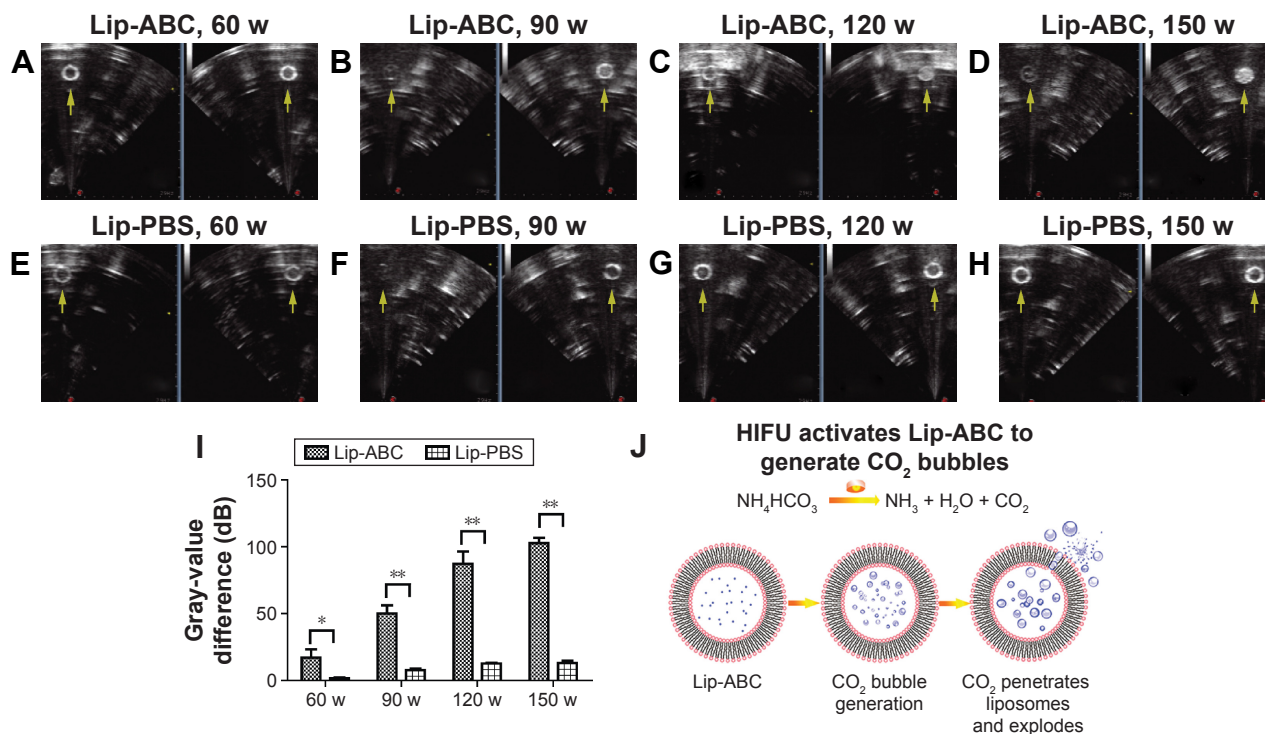 Lip-ABC, 60 w
Lip-ABC, 90 w
Lip-ABC, 120 w
Lip-ABC, 150 w
A
B
C
D
Lip-PBS, 60 w
Lip-PBS, 90 w
Lip-PBS, 120 w
Lip-PBS, 150 w
E
F
G
H
I
Lip-ABC
Lip-PBS
Gray-value
difference (dB)
150
100
50
0
*
**
**
**
60 w
90 w
120 w
150 w
J
HIFU activates Lip-ABC to
generate CO₂ bubbles
NH₄HCO₃ NH₃ + H₂O + CO₂
Lip-ABC
CO₂ bubble
generation
CO₂ penetrates
liposomes
and explodes